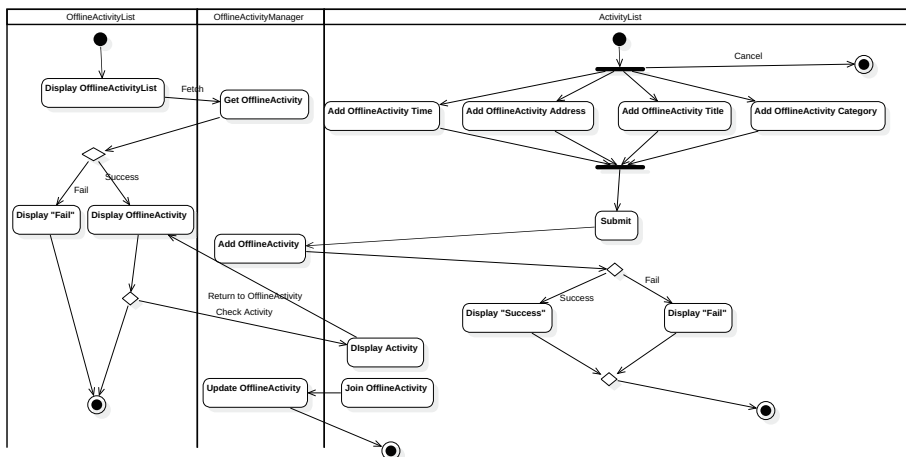 OfflineActivityList
OfflineActivityManager
ActivityList
Cancel
Display OfflineActivityList
Fetch
Get OfflineActivity
Add OfflineActivity Time
Add OfflineActivity Address
Add OfflineActivity Title
Add OfflineActivity Category
Success
Fail
Display "Fail"
Display OfflineActivity
Submit
Add OfflineActivity
Fail
Return to OfflineActivity
Success
Check Activity
Display "Success"
Display "Fail"
DIsplay Activity
Update OfflineActivity
Join OfflineActivity